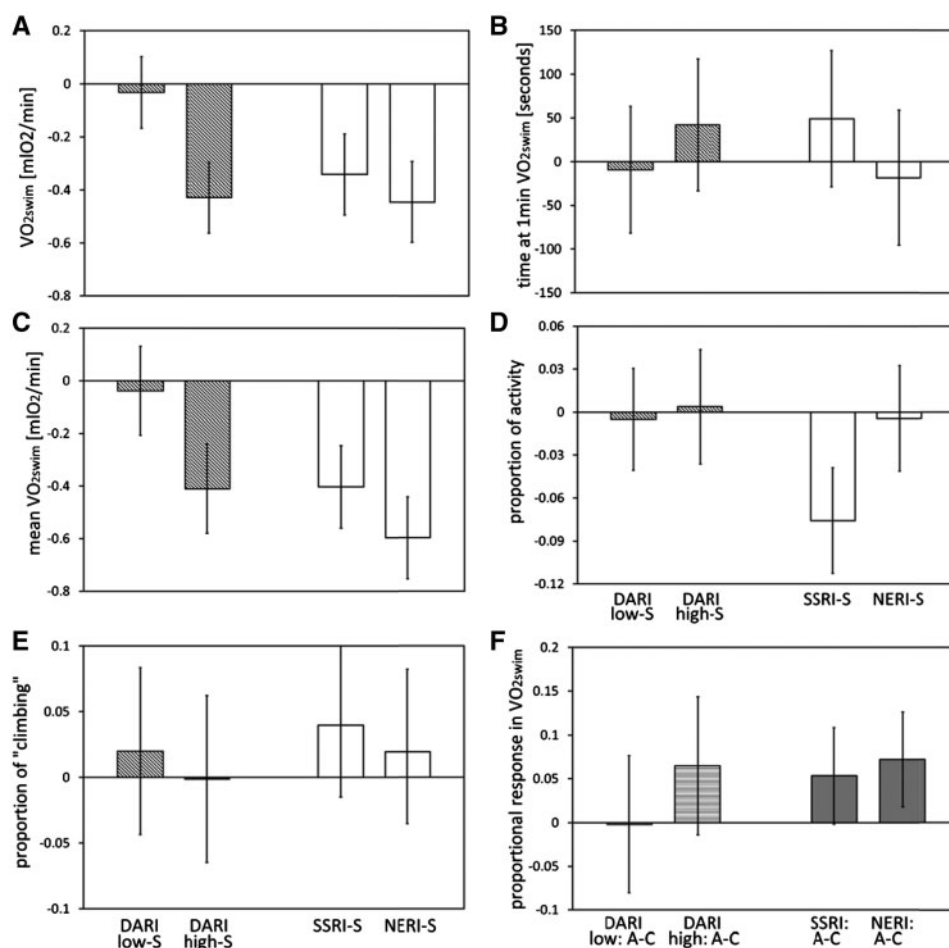 A
0.2
0
-0.2
-0.4
-0.6
-0.8
VO2swim [mlO2/min]
B
150
100
50
0
-50
-100
-150
time at 1min VO2swim [seconds]
C
0.2
0
-0.2
-0.4
-0.6
-0.8
mean VO2swim [mlO2/min]
D
0.06
0.03
0
-0.03
-0.06
-0.09
-0.12
proportion of activity
DARI low-S
DARI high-S
SSRI-S
NERI-S
E
0.1
0.05
0
-0.05
-0.1
proportion of "climbing"
DARI low-S
DARI high-S
SSRI-S
NERI-S
F
0.2
0.15
0.1
0.05
0
-0.05
-0.1
proportional response in VO2swim
DARI low: A-C
DARI high: A-C
SSRI: A-C
NERI: A-C